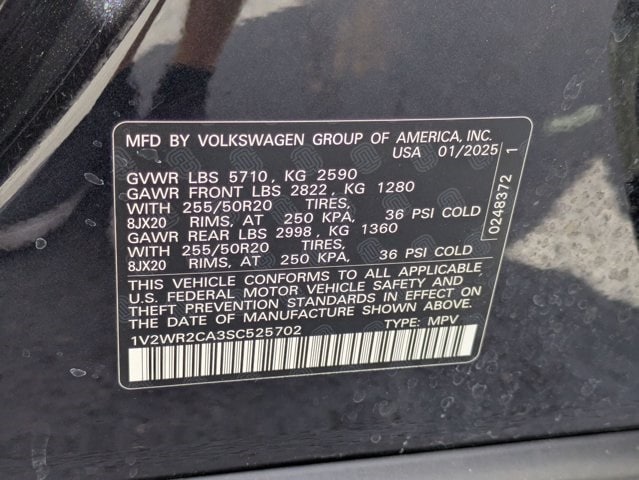 MFD BY VOLKSWAGEN GROUP OF AMERICA, INC.
USA 01/2025
GVWR LBS 5710, KG 2590
GAWR FRONT LBS 2822, KG 1280
WITH 255/50R20 TIRES,
8JX20 RIMS, AT 250 KPA, 36 PSI COLD
GAWR REAR LBS 2998, KG 1360
WITH 255/50R20 TIRES,
8JX20 RIMS, AT 250 KPA, 36 PSI COLD
THIS VEHICLE CONFORMS TO ALL APPLICABLE
U.S. FEDERAL MOTOR VEHICLE SAFETY AND
THEFT PREVENTION STANDARDS IN EFFECT ON
THE DATE OF MANUFACTURE SHOWN ABOVE.
1V2WR2CA3SC525702 TYPE: MPV
0248372 1